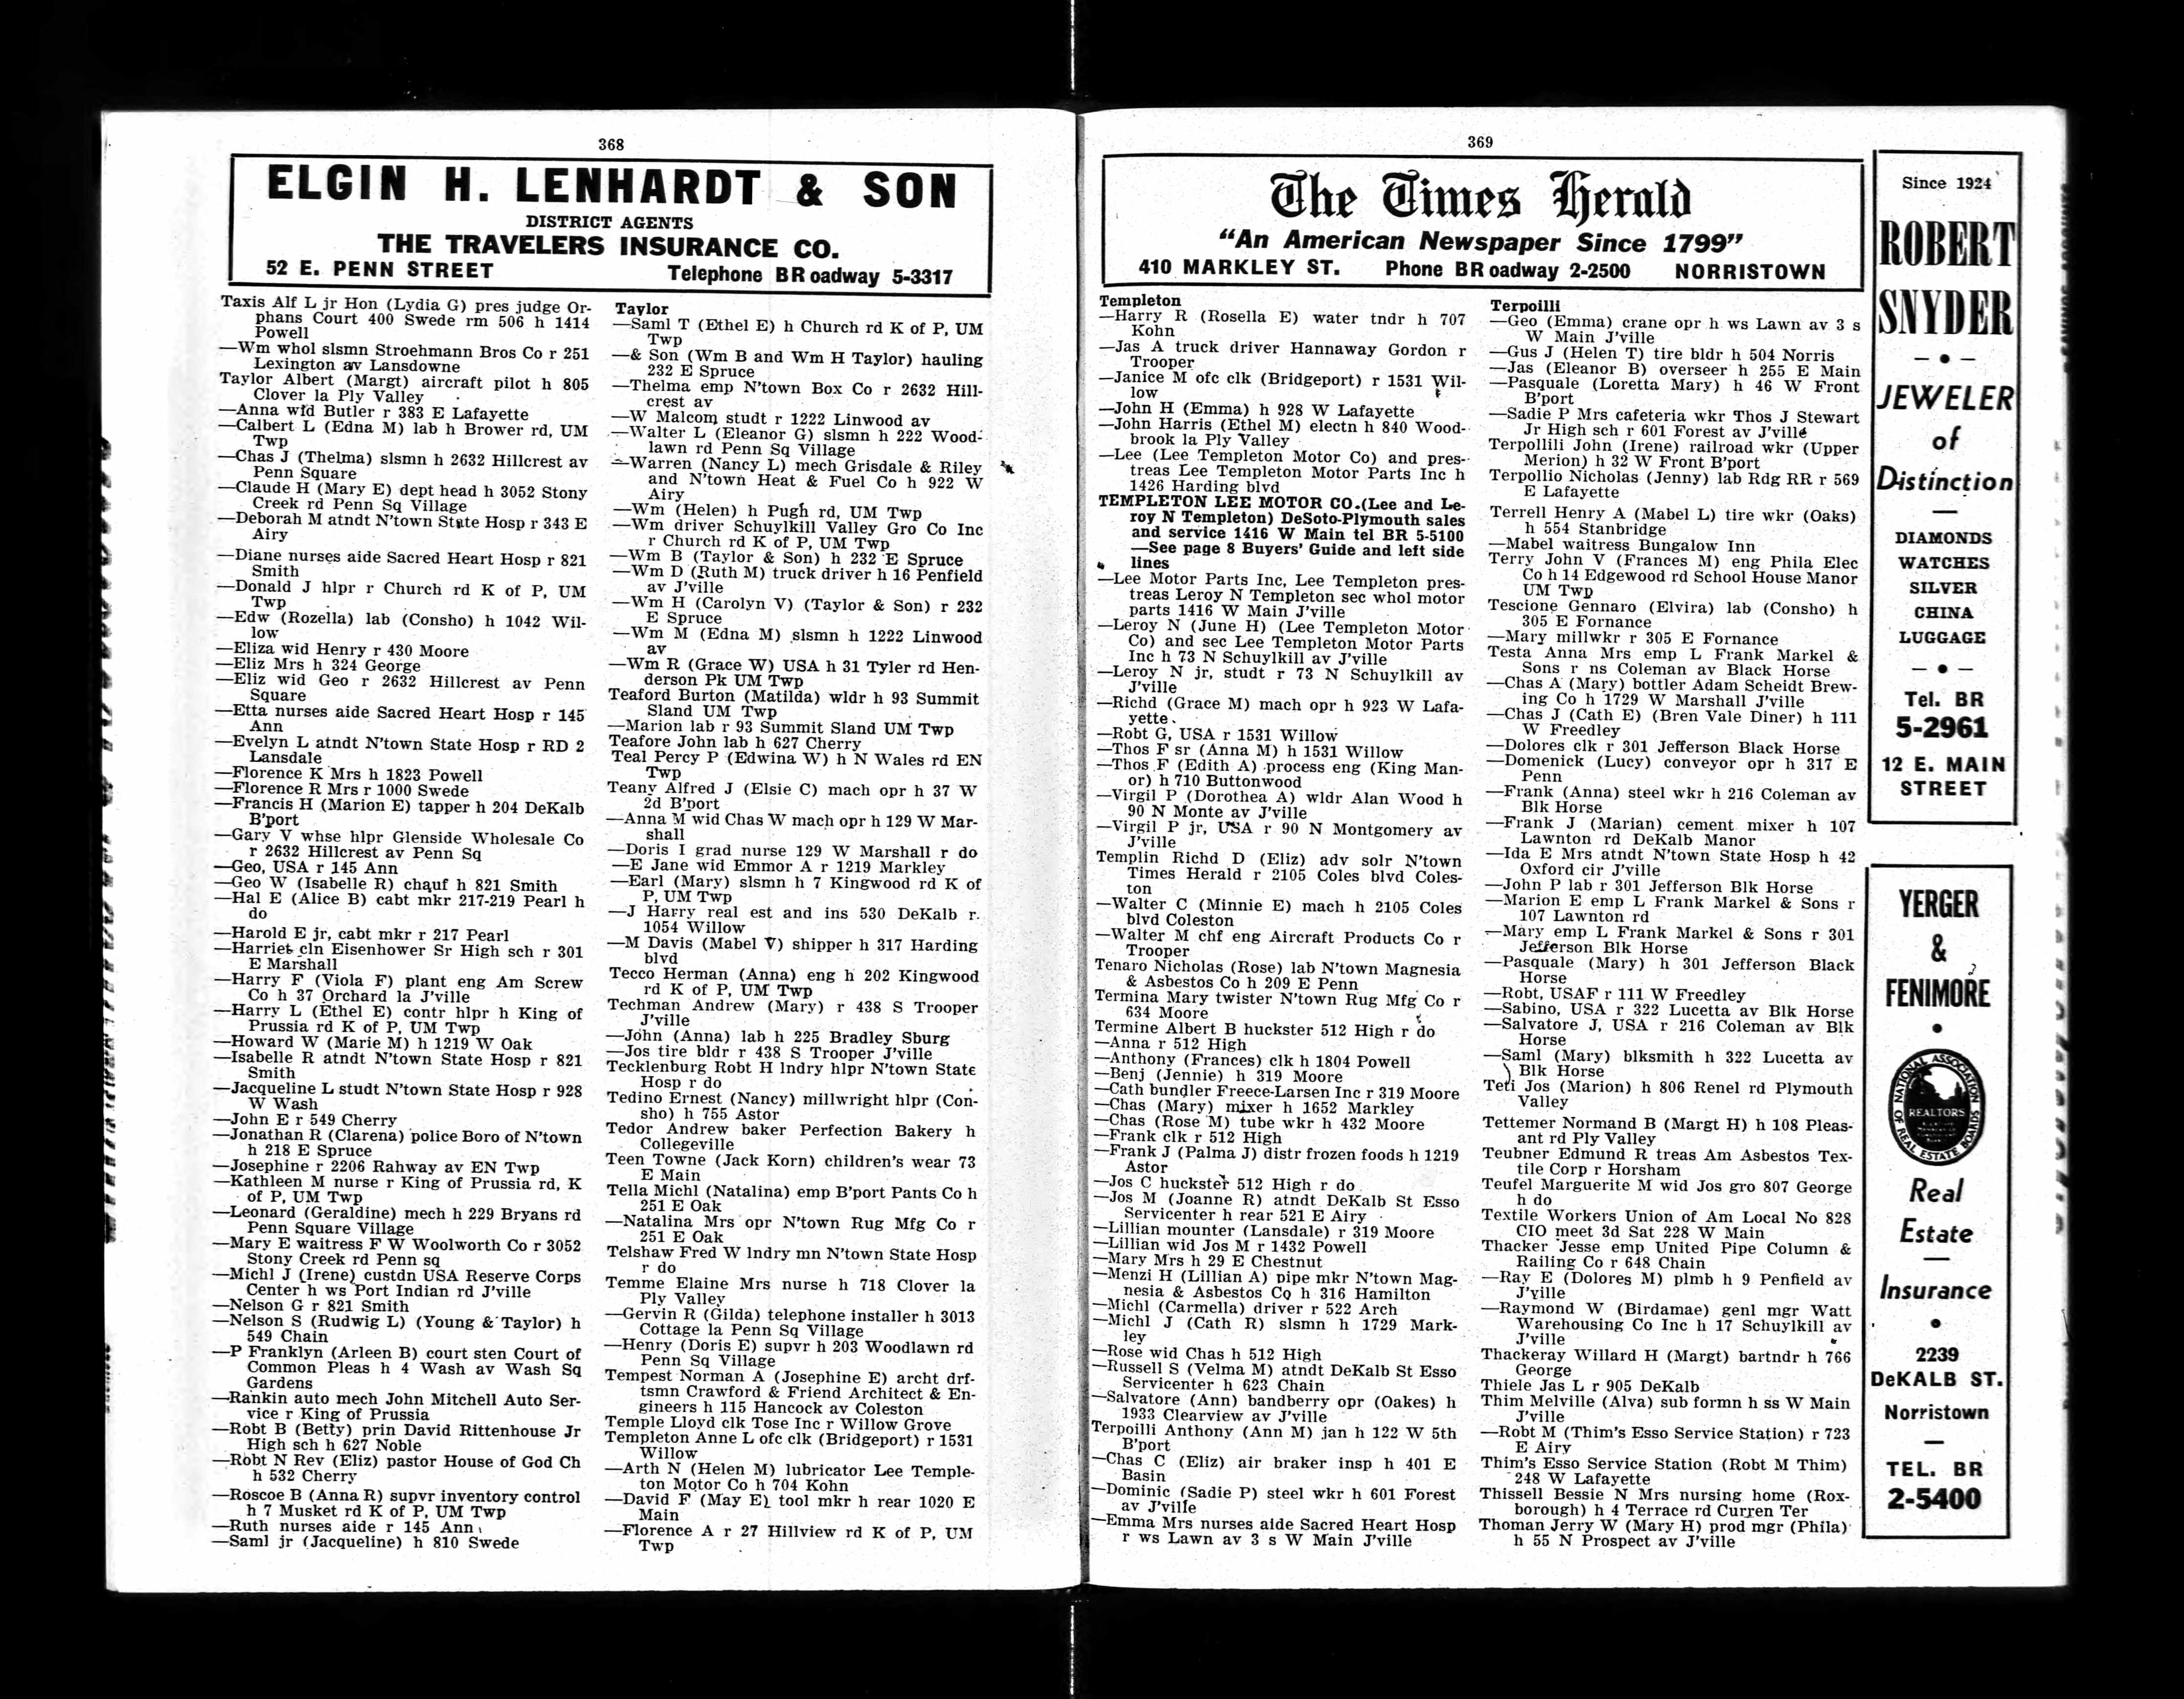 368
ELGIN H. LENHARDT & SON
DISTRICT AGENTS
THE TRAVELERS INSURANCE CO.
52 E. PENN STREET Telephone BRoadway 5-3317
Taxis Alf L jr Hon (Lydia G) pres judge Or-
phans Court 400 Swede rm 506 h 1414
Powell
—Wm whol slsmn Stroehmann Bros Co r 251
Lexington av Lansdowne
Taylor Albert (Margt) aircraft pilot h 805
Clover la Ply Valley
—Anna wid Butler r 383 E Lafayette
—Calbert L (Edna M) lab h Brower rd, UM
Twp
—Chas J (Thelma) slsmn h 2632 Hillcrest av
Penn Square
—Claude H (Mary E) dept head h 3052 Stony
Creek rd Penn Sq Village
—Deborah M atndt N'town State Hosp r 343 E
Airy
—Diane nurses aide Sacred Heart Hosp r 821
Smith
—Donald J hlpr r Church rd K of P, UM
Twp
—Edw (Rozella) lab (Consho) h 1042 Wil-
low
—Eliza wid Henry r 430 Moore
—Eliz Mrs h 324 George
—Eliz wid Geo r 2632 Hillcrest av Penn
Square
—Etta nurses aide Sacred Heart Hosp r 145
Ann
—Evelyn L atndt N'town State Hosp r RD 2
Lansdale
—Florence K Mrs h 1823 Powell
—Florence R Mrs r 1000 Swede
—Francis H (Marion E) tapper h 204 DeKalb
B'port
—Gary V whse hlpr Glenside Wholesale Co
r 2632 Hillcrest av Penn Sq
—Geo, USA r 145 Ann
—Geo W (Isabelle R) chauf h 821 Smith
—Hal E (Alice B) cabt mkr 217-219 Pearl h
do
—Harold E jr, cabt mkr r 217 Pearl
—Harriet cln Eisenhower Sr High sch r 301
E Marshall
—Harry F (Viola F) plant eng Am Screw
Co h 37 Orchard la J'ville
—Harry L (Ethel E) contr hlpr h King of
Prussia rd K of P, UM Twp
—Howard W (Marie M) h 1219 W Oak
—Isabelle R atndt N'town State Hosp r 821
Smith
—Jacqueline L studt N'town State Hosp r 928
W Wash
—John E r 549 Cherry
—Jonathan R (Clarena) police Boro of N'town
h 218 E Spruce
—Josephine r 2206 Rahway av EN Twp
—Kathleen M nurse r King of Prussia rd, K
of P, UM Twp
—Leonard (Geraldine) mech h 229 Bryans rd
Penn Square Village
—Mary E waitress F W Woolworth Co r 3052
Stony Creek rd Penn sq
—Michl J (Irene) custdn USA Reserve Corps
Center h ws Port Indian rd J'ville
—Nelson G r 821 Smith
—Nelson S (Rudwig L) (Young & Taylor) h
549 Chain
—P Franklyn (Arleen B) court sten Court of
Common Pleas h 4 Wash av Wash Sq
Gardens
—Rankin auto mech John Mitchell Auto Ser-
vice r King of Prussia
—Robt B (Betty) prin David Rittenhouse Jr
High sch h 627 Noble
—Robt N Rev (Eliz) pastor House of God Ch
h 532 Cherry
—Roscoe B (Anna R) supvr inventory control
h 7 Musket rd K of P, UM Twp
—Ruth nurses aide r 145 Ann
—Saml jr (Jacqueline) h 810 Swede
Taylor
—Saml T (Ethel E) h Church rd K of P, UM
Twp
—& Son (Wm B and Wm H Taylor) hauling
232 E Spruce
—Thelma emp N'town Box Co r 2632 Hill-
crest av
—W Malcom studt r 1222 Linwood av
—Walter L (Eleanor G) slsmn h 222 Wood-
lawn rd Penn Sq Village
—Warren (Nancy L) mech Grisdale & Riley
and N'town Heat & Fuel Co h 922 W
Airy
—Wm (Helen) h Pugh rd, UM Twp
—Wm driver Schuylkill Valley Gro Co Inc
r Church rd K of P, UM Twp
—Wm B (Taylor & Son) h 232 E Spruce
—Wm D (Ruth M) truck driver h 16 Penfield
av J'ville
—Wm H (Carolyn V) (Taylor & Son) r 232
E Spruce
—Wm M (Edna M) slsmn h 1222 Linwood
av
—Wm R (Grace W) USA h 31 Tyler rd Hen-
derson Pk UM Twp
Teaford Burton (Matilda) wldr h 93 Summit
Sland UM Twp
—Marion lab r 93 Summit Sland UM Twp
Teafore John lab h 627 Cherry
Teal Percy P (Edwina W) h N Wales rd EN
Twp
Teany Alfred J (Elsie C) mach opr h 37 W
2d B'port
—Anna M wid Chas W mach opr h 129 W Mar-
shall
—Doris I grad nurse 129 W Marshall r do
—E Jane wid Emmor A r 1219 Markley
—Earl (Mary) slsmn h 7 Kingwood rd K of
P, UM Twp
—J Harry real est and ins 530 DeKalb r
1054 Willow
—M Davis (Mabel V) shipper h 317 Harding
blvd
Tecco Herman (Anna) eng h 202 Kingwood
rd K of P, UM Twp
Techman Andrew (Mary) r 438 S Trooper
J'ville
—John (Anna) lab h 225 Bradley Sburg
—Jos tire bldr r 438 S Trooper J'ville
Tecklenburg Robt H lndry hlpr N'town State
Hosp r do
Tedino Ernest (Nancy) millwright hlpr (Con-
sho) h 755 Astor
Tedor Andrew baker Perfection Bakery h
Collegeville
Teen Towne (Jack Korn) children's wear 73
E Main
Tella Michl (Natalina) emp B'port Pants Co h
251 E Oak
—Natalina Mrs opr N'town Rug Mfg Co r
251 E Oak
Telshaw Fred W lndry mn N'town State Hosp
r do
Temme Elaine Mrs nurse h 718 Clover la
Ply Valley
—Gervin R (Gilda) telephone installer h 3013
Cottage la Penn Sq Village
—Henry (Doris E) supvr h 203 Woodlawn rd
Penn Sq Village
Tempest Norman A (Josephine E) archt drf-
tsmn Crawford & Friend Architect & En-
gineers h 115 Hancock av Coleston
Temple Lloyd clk Tose Inc r Willow Grove
Templeton Anne L ofc clk (Bridgeport) r 1531
Willow
—Arth N (Helen M) lubricator Lee Temple-
ton Motor Co h 704 Kohn
—David F (May E) tool mkr h rear 1020 E
Main
—Florence A r 27 Hillview rd K of P, UM
Twp
369
The Times Herald
"An American Newspaper Since 1799"
410 MARKLEY ST. Phone BRoadway 2-2500 NORRISTOWN
Templeton
—Harry R (Rosella E) water tndr h 707
Kohn
—Jas A truck driver Hannaway Gordon r
Trooper
—Janice M ofc clk (Bridgeport) r 1531 Wil-
low
—John H (Emma) h 928 W Lafayette
—John Harris (Ethel M) electn h 840 Wood-
brook la Ply Valley
—Lee (Lee Templeton Motor Co) and pres-
treas Lee Templeton Motor Parts Inc h
1426 Harding blvd
TEMPLETON LEE MOTOR CO.(Lee and Le-
roy N Templeton) DeSoto-Plymouth sales
and service 1416 W Main tel BR 5-5100
—See page 8 Buyers' Guide and left side
lines
—Lee Motor Parts Inc, Lee Templeton pres-
treas Leroy N Templeton sec whol motor
parts 1416 W Main J'ville
—Leroy N (June H) (Lee Templeton Motor
Co) and sec Lee Templeton Motor Parts
Inc h 73 N Schuylkill av J'ville
—Leroy N jr, studt r 73 N Schuylkill av
J'ville
—Richd (Grace M) mach opr h 923 W Lafa-
yette
—Robt G, USA r 1531 Willow
—Thos F sr (Anna M) h 1531 Willow
—Thos F (Edith A) process eng (King Man-
or) h 710 Buttonwood
—Virgil P (Dorothea A) wldr Alan Wood h
90 N Monte av J'ville
—Virgil P jr, USA r 90 N Montgomery av
J'ville
Templin Richd D (Eliz) adv solr N'town
Times Herald r 2105 Coles blvd Coles-
ton
—Walter C (Minnie E) mach h 2105 Coles
blvd Coleston
—Walter M chf eng Aircraft Products Co r
Trooper
Tenaro Nicholas (Rose) lab N'town Magnesia
& Asbestos Co h 209 E Penn
Termina Mary twister N'town Rug Mfg Co r
634 Moore
Termine Albert B huckster 512 High r do
—Anna r 512 High
—Anthony (Frances) clk h 1804 Powell
—Benj (Jennie) h 319 Moore
—Cath bundler Freece-Larsen Inc r 319 Moore
—Chas (Mary) mixer h 1652 Markley
—Chas (Rose M) tube wkr h 432 Moore
—Frank clk r 512 High
—Frank J (Palma J) distr frozen foods h 1219
Astor
—Jos C huckster 512 High r do
—Jos M (Joanne R) atndt DeKalb St Esso
Servicenter h rear 521 E Airy
—Lillian mounter (Lansdale) r 319 Moore
—Lillian wid Jos M r 1432 Powell
—Mary Mrs h 29 E Chestnut
—Menzi H (Lillian A) pipe mkr N'town Mag-
nesia & Asbestos Co h 316 Hamilton
—Michl (Carmella) driver r 522 Arch
—Michl J (Cath R) slsmn h 1729 Mark-
ley
—Rose wid Chas h 512 High
—Russell S (Velma M) atndt DeKalb St Esso
Servicenter h 623 Chain
—Salvatore (Ann) bandberry opr (Oakes) h
1933 Clearview av J'ville
Terpoilli Anthony (Ann M) jan h 122 W 5th
B'port
—Chas C (Eliz) air braker insp h 401 E
Basin
—Dominic (Sadie P) steel wkr h 601 Forest
av J'ville
—Emma Mrs nurses aide Sacred Heart Hosp
r ws Lawn av 3 s W Main J'ville
Terpoilli
—Geo (Emma) crane opr h ws Lawn av 3 s
W Main J'ville
—Gus J (Helen T) tire bldr h 504 Norris
—Jas (Eleanor B) overseer h 255 E Main
—Pasquale (Loretta Mary) h 46 W Front
B'port
—Sadie P Mrs cafeteria wkr Thos J Stewart
Jr High sch r 601 Forest av J'ville
Terpollili John (Irene) railroad wkr (Upper
Merion) h 32 W Front B'port
Terpollio Nicholas (Jenny) lab Rdg RR r 569
E Lafayette
Terrell Henry A (Mabel L) tire wkr (Oaks)
h 554 Stanbridge
—Mabel waitress Bungalow Inn
Terry John V (Frances M) eng Phila Elec
Co h 14 Edgewood rd School House Manor
UM Twp
Tescione Gennaro (Elvira) lab (Consho) h
305 E Fornance
—Mary millwkr r 305 E Fornance
Testa Anna Mrs emp L Frank Markel &
Sons r ns Coleman av Black Horse
—Chas A (Mary) bottler Adam Scheidt Brew-
ing Co h 1729 W Marshall J'ville
—Chas J (Cath E) (Bren Vale Diner) h 111
W Freedley
—Dolores clk r 301 Jefferson Black Horse
—Domenick (Lucy) conveyor opr h 317 E
Penn
—Frank (Anna) steel wkr h 216 Coleman av
Blk Horse
—Frank J (Marian) cement mixer h 107
Lawnton rd DeKalb Manor
—Ida E Mrs atndt N'town State Hosp h 42
Oxford cir J'ville
—John P lab r 301 Jefferson Blk Horse
—Marion E emp L Frank Markel & Sons r
107 Lawnton rd
—Mary emp L Frank Markel & Sons r 301
Jefferson Blk Horse
—Pasquale (Mary) h 301 Jefferson Black
Horse
—Robt, USAF r 111 W Freedley
—Sabino, USA r 322 Lucetta av Blk Horse
—Salvatore J, USA r 216 Coleman av Blk
Horse
—Saml (Mary) blksmith h 322 Lucetta av
Blk Horse
Teti Jos (Marion) h 806 Renel rd Plymouth
Valley
Tettemer Normand B (Margt H) h 108 Pleas-
ant rd Ply Valley
Teubner Edmund R treas Am Asbestos Tex-
tile Corp r Horsham
Teufel Marguerite M wid Jos gro 807 George
h do
Textile Workers Union of Am Local No 828
CIO meet 3d Sat 228 W Main
Thacker Jesse emp United Pipe Column &
Railing Co r 648 Chain
—Ray E (Dolores M) plmb h 9 Penfield av
J'ville
—Raymond W (Birdamae) genl mgr Watt
Warehousing Co Inc h 17 Schuylkill av
J'ville
Thackeray Willard H (Margt) bartndr h 766
George
Thiele Jas L r 905 DeKalb
Thim Melville (Alva) sub formn h ss W Main
J'ville
—Robt M (Thim's Esso Service Station) r 723
E Airy
Thim's Esso Service Station (Robt M Thim)
248 W Lafayette
Thissell Bessie N Mrs nursing home (Rox-
borough) h 4 Terrace rd Curren Ter
Thoman Jerry W (Mary H) prod mgr (Phila)
h 55 N Prospect av J'ville
Since 1924
ROBERT
SNYDER
JEWELER
of
Distinction
DIAMONDS
WATCHES
SILVER
CHINA
LUGGAGE
Tel. BR
5-2961
12 E. MAIN
STREET
YERGER
&
FENIMORE
NATIONAL ASSOCIATION
OF REAL ESTATE BOARDS
REALTORS
Real
Estate
Insurance
2239
DeKALB ST.
Norristown
TEL. BR
2-5400